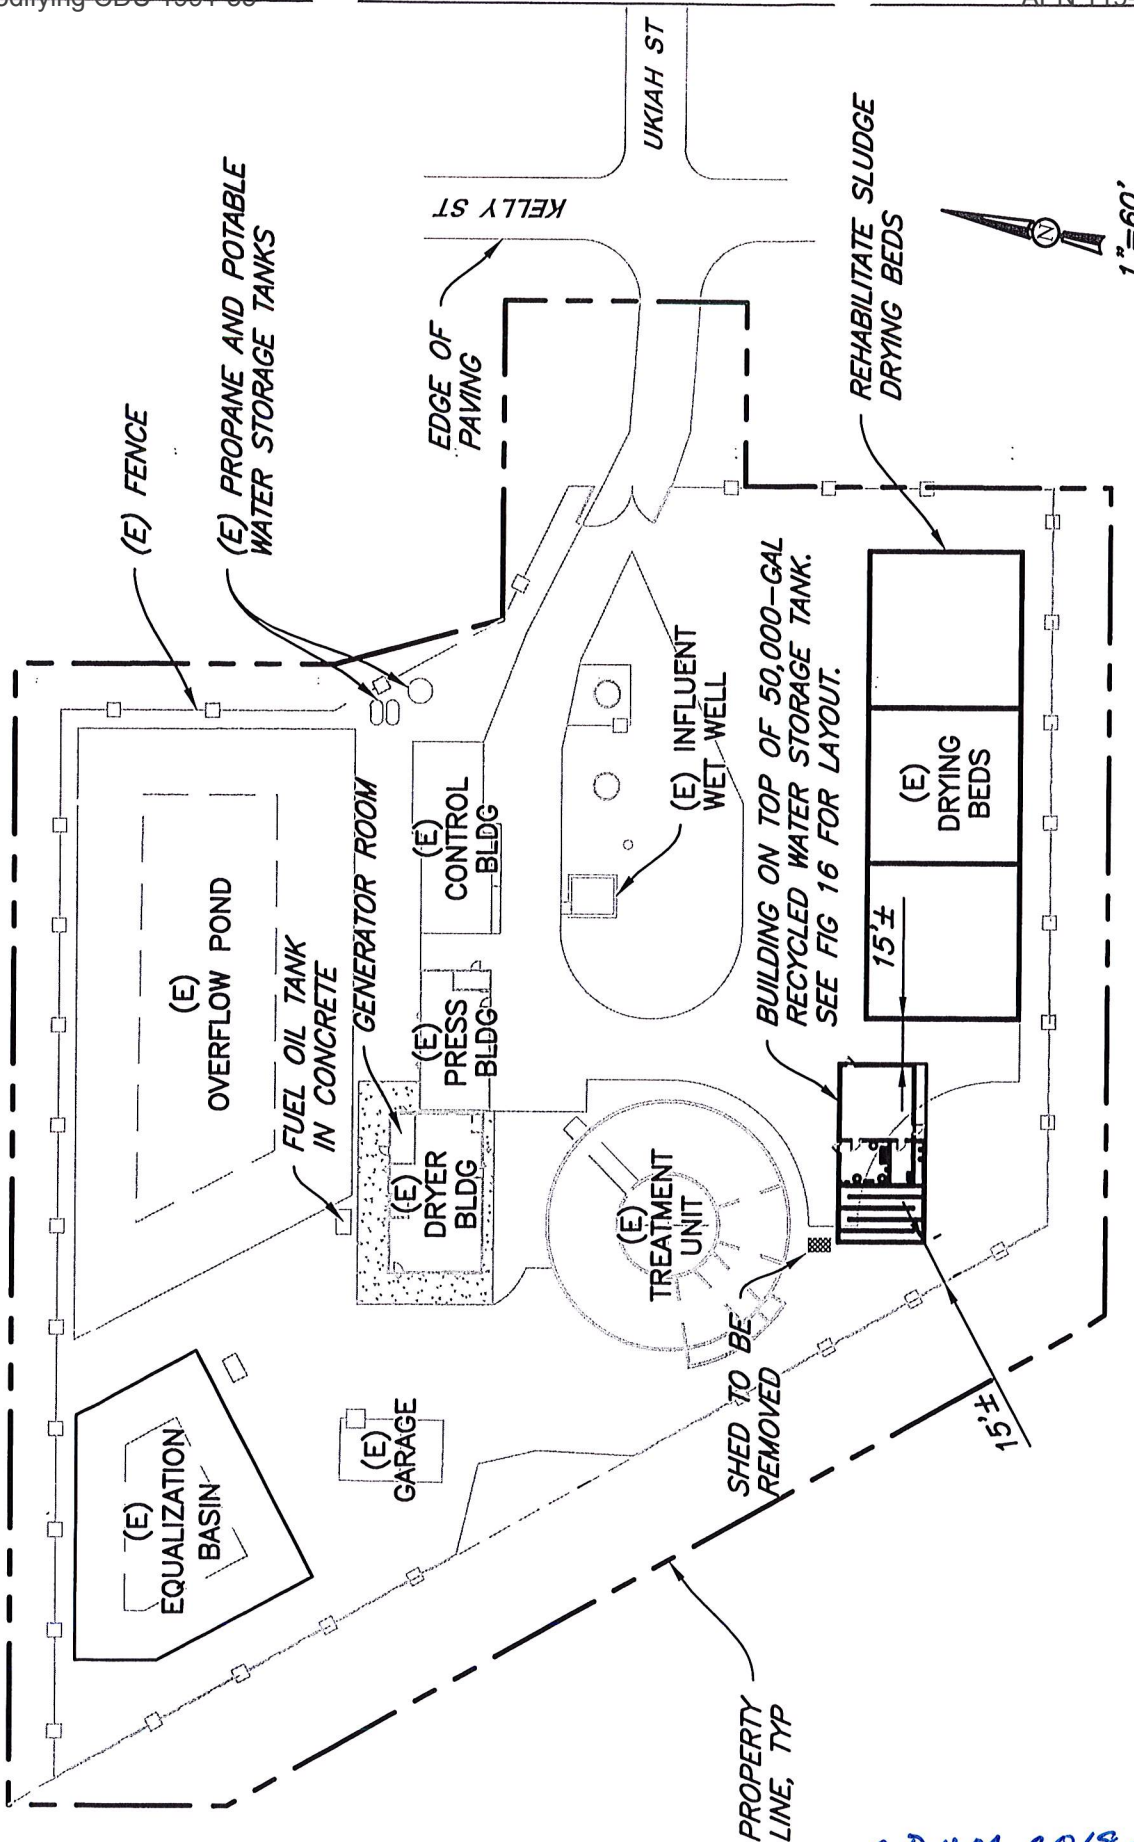 UKIAH ST
KELLY ST
(E) FENCE
(E) PROPANE AND POTABLE
WATER STORAGE TANKS
EDGE OF
PAVING
REHABILITATE SLUDGE
DRYING BEDS
N
1"=60'
(E)
OVERFLOW POND
FUEL OIL TANK
IN CONCRETE
GENERATOR ROOM
(E)
CONTROL
BLDG
(E)
PRESS
BLDG
(E)
DRYER
BLDG
(E) INFLUENT
WET WELL
BUILDING ON TOP OF 50,000-GAL
RECYCLED WATER STORAGE TANK.
SEE FIG 16 FOR LAYOUT.
(E)
DRYING
BEDS
15'±
(E)
TREATMENT
UNIT
SHED TO BE
REMOVED
15'±
(E)
EQUALIZATION
BASIN
(E)
GARAGE
PROPERTY
LINE, TYP